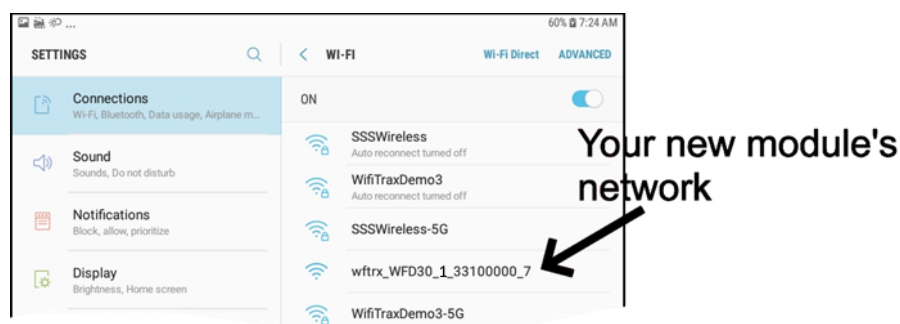 ...
60% 7:24 AM
SETTINGS
Connections
Wi-Fi, Bluetooth, Data usage, Airplane m...
Sound
Sounds, Do not disturb
Notifications
Block, allow, prioritize
Display
Brightness, Home screen
WI-FI
Wi-Fi Direct
ADVANCED
ON
SSSWireless
Auto reconnect turned off
WifiTraxDemo3
Auto reconnect turned off
SSSWireless-5G
wftrx_WFD30_1_33100000_7
WifiTraxDemo3-5G
Your new module's
network